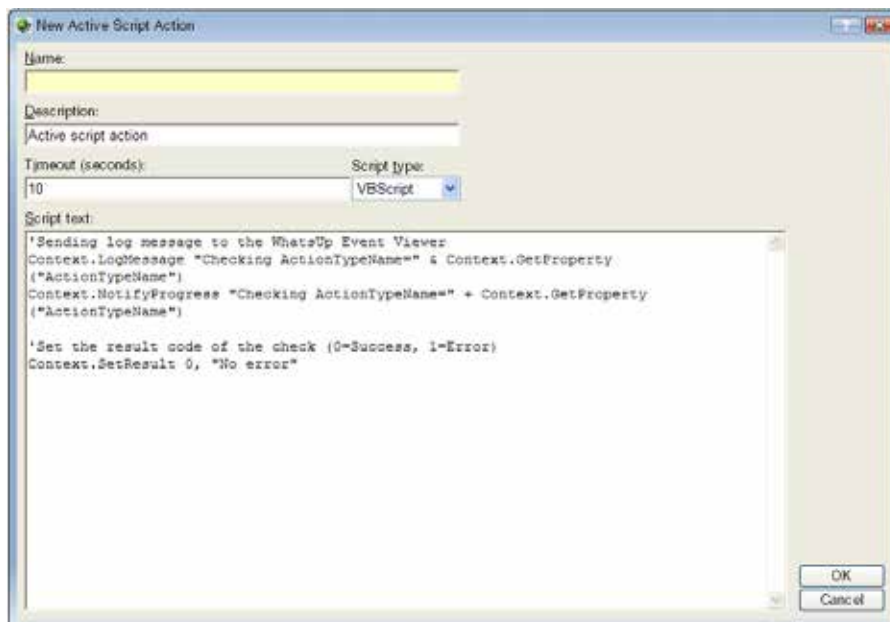 New Active Script Action
Name:
Description:
Active script action
Timeout (seconds): Script type:
10 VBScript
Script text:
'Sending log message to the WhatsUp Event Viewer
Context.LogMessage "Checking ActionTypeName=" & Context.GetProperty
("ActionTypeName")
Context.NotifyProgress "Checking ActionTypeName=" + Context.GetProperty
("ActionTypeName")
'Set the result code of the check (0=Success, 1=Error)
Context.SetResult 0, "No error"
OK
Cancel